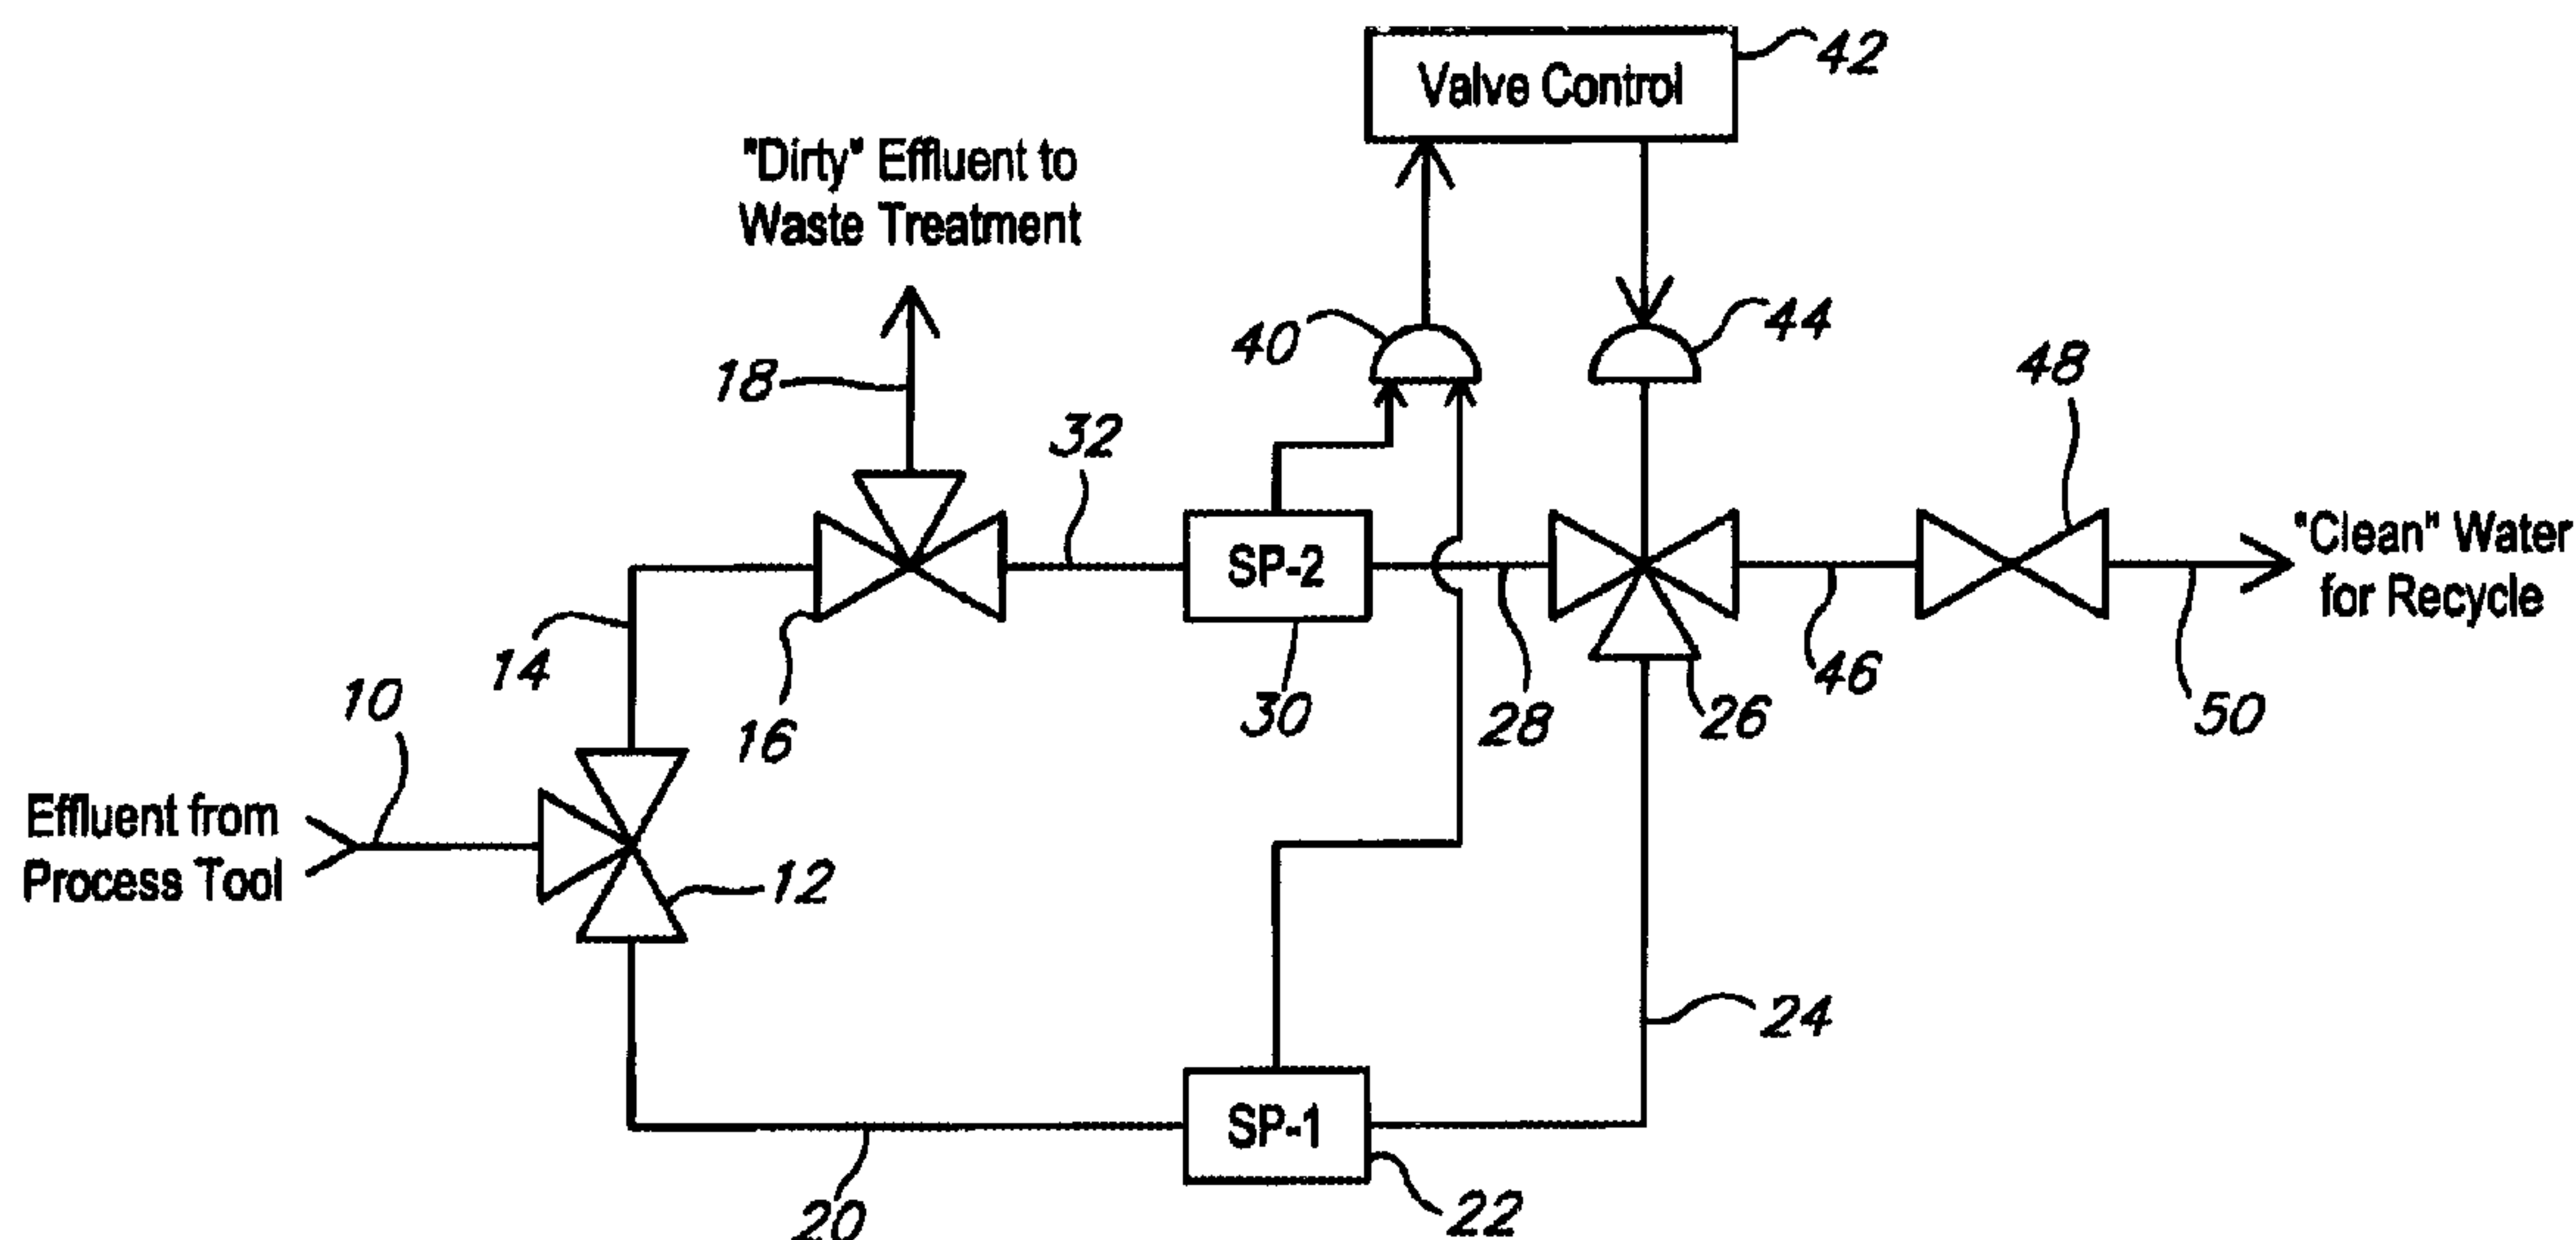 Valve Control
42
"Dirty" Effluent to
Waste Treatment
40
44
18
48
32
SP-2
"Clean" Water
for Recycle
14
10
16
30
28
26
46
50
Effluent from
Process Tool
12
24
SP-1
20
22